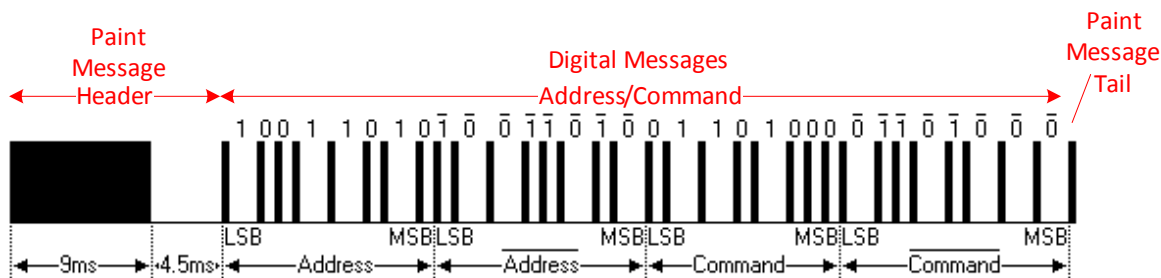 Paint
Message
Header
Digital Messages
Address/Command
Paint
Message
Tail
1 0 0 1 1 0 1 0 1̅ 0̅ 0̅ 1̅ 1̅ 0̅ 1̅ 0̅ 0 1 1 0 1 0 0 0 0̅ 1̅ 1̅ 0̅ 1̅ 0̅ 0̅ 0̅
LSB MSB LSB MSB LSB MSB LSB MSB
9ms 4.5ms Address A̅d̅d̅r̅e̅s̅s̅ Command C̅o̅m̅m̅a̅n̅d̅